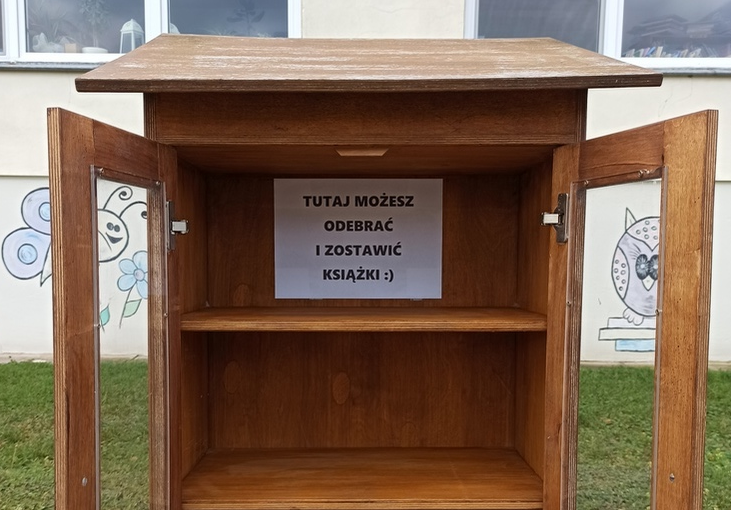 TUTAJ MOŻESZ
ODEBRAĆ
I ZOSTAWIĆ
KSIĄŻKI :)